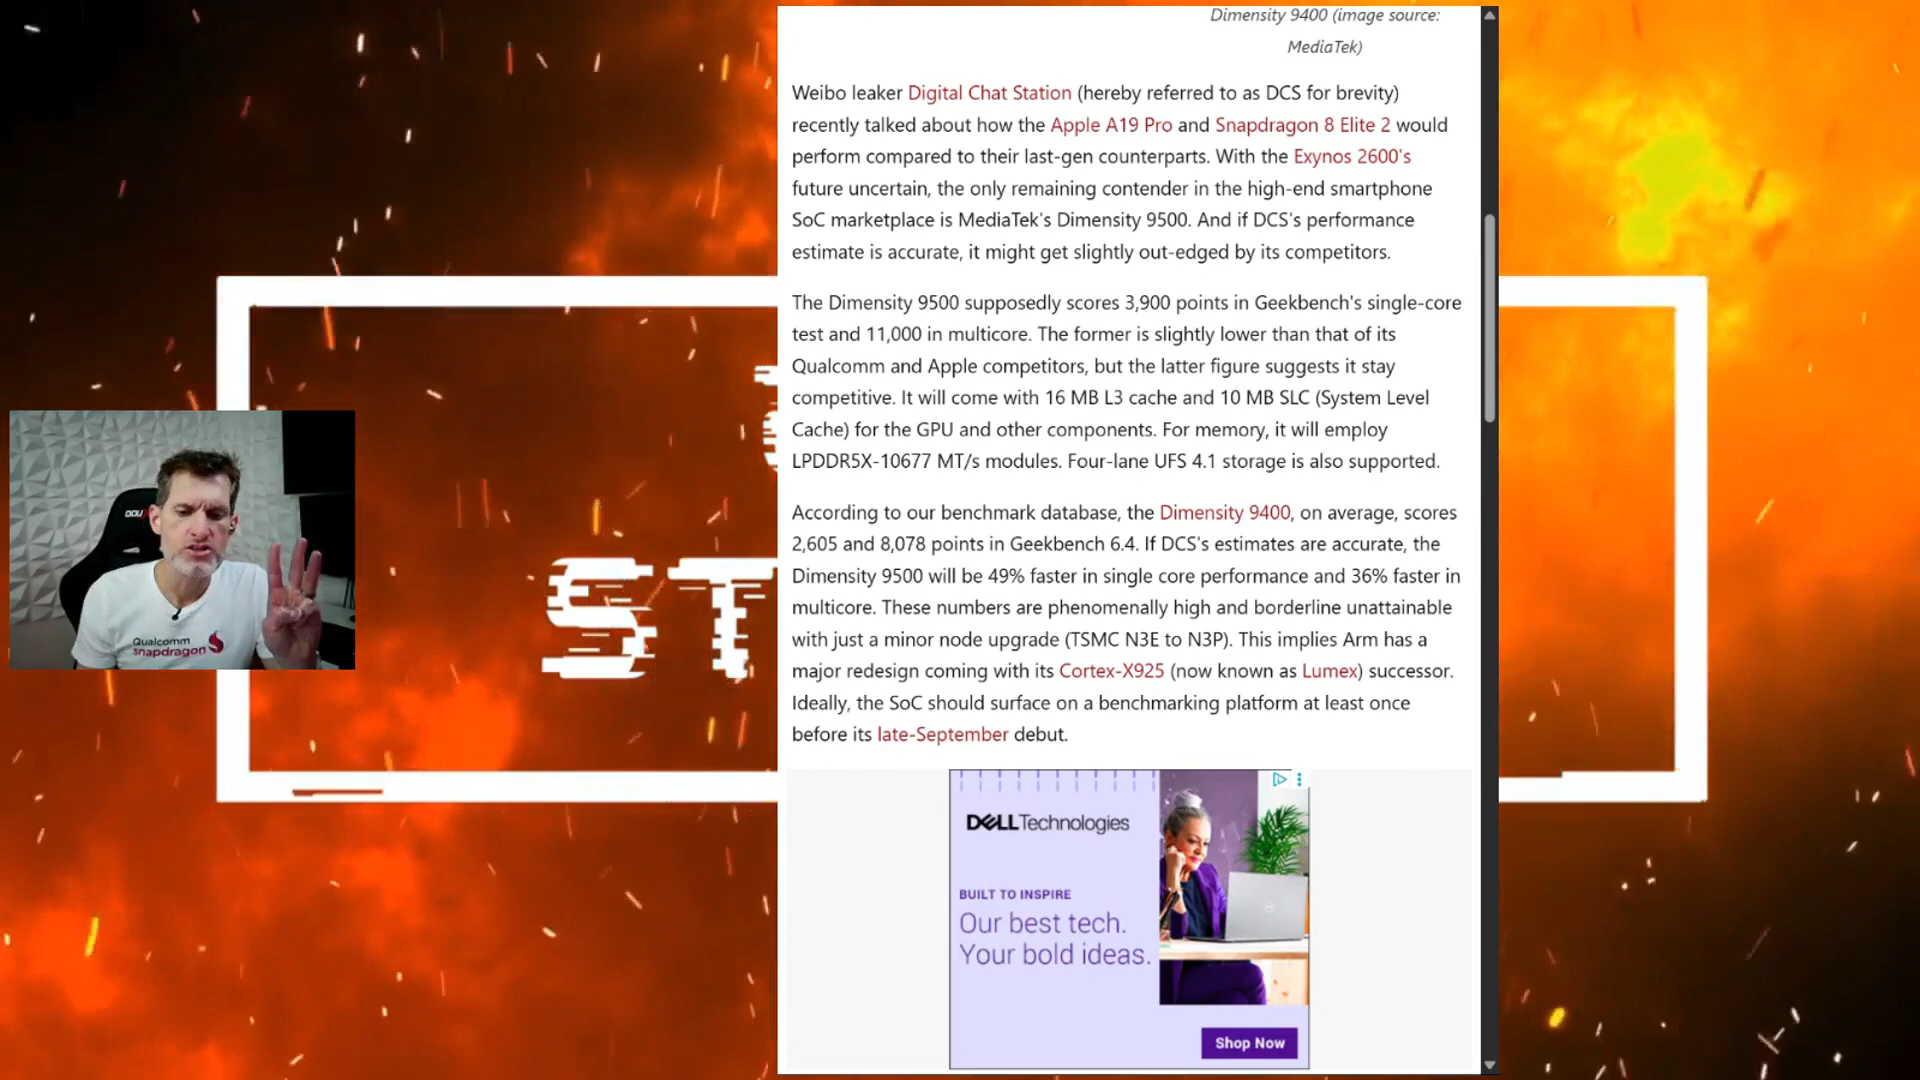 Dimensity 9400 (image source:
MediaTek)
Weibo leaker Digital Chat Station (hereby referred to as DCS for brevity)
recently talked about how the Apple A19 Pro and Snapdragon 8 Elite 2 would
perform compared to their last-gen counterparts. With the Exynos 2600's
future uncertain, the only remaining contender in the high-end smartphone
SoC marketplace is MediaTek's Dimensity 9500. And if DCS's performance
estimate is accurate, it might get slightly out-edged by its competitors.
The Dimensity 9500 supposedly scores 3,900 points in Geekbench's single-core
test and 11,000 in multicore. The former is slightly lower than that of its
Qualcomm and Apple competitors, but the latter figure suggests it stay
competitive. It will come with 16 MB L3 cache and 10 MB SLC (System Level
Cache) for the GPU and other components. For memory, it will employ
LPDDR5X-10677 MT/s modules. Four-lane UFS 4.1 storage is also supported.
According to our benchmark database, the Dimensity 9400, on average, scores
2,605 and 8,078 points in Geekbench 6.4. If DCS's estimates are accurate, the
Dimensity 9500 will be 49% faster in single core performance and 36% faster in
multicore. These numbers are phenomenally high and borderline unattainable
with just a minor node upgrade (TSMC N3E to N3P). This implies Arm has a
major redesign coming with its Cortex-X925 (now known as Lumex) successor.
Ideally, the SoC should surface on a benchmarking platform at least once
before its late-September debut.
DELLTechnologies
BUILT TO INSPIRE
Our best tech.
Your bold ideas.
Shop Now
ST
Qualcomm
snapdragon